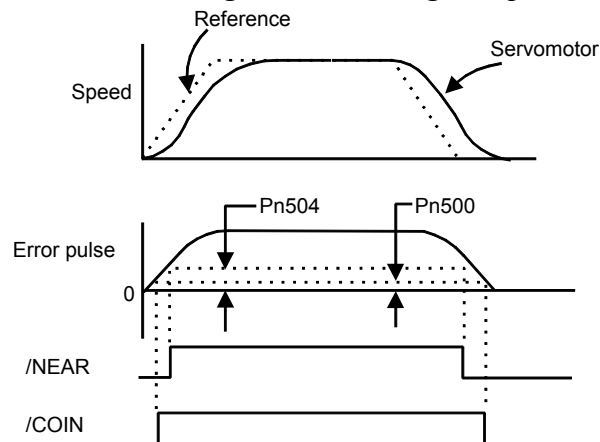 Reference
Servomotor
Speed
Pn504
Pn500
Error pulse
0
/NEAR
/COIN